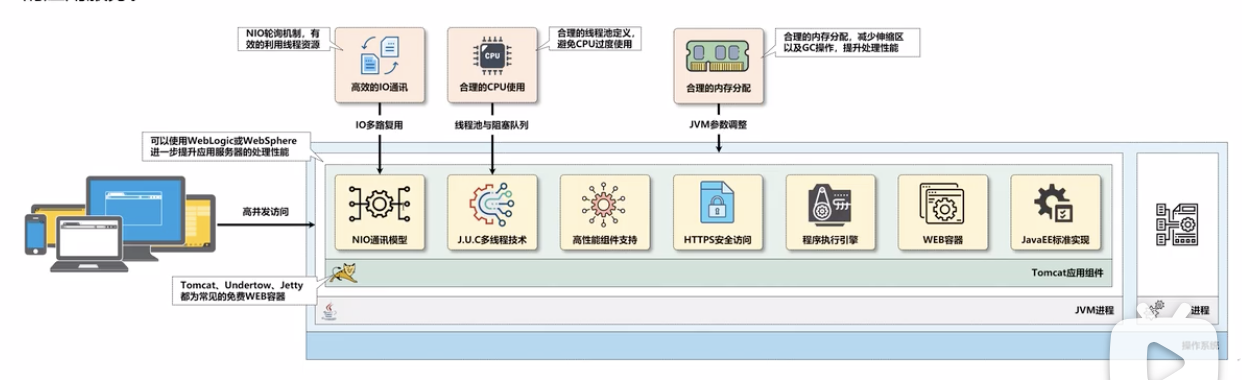 NIO轮询机制，有
效的利用线程资源
高效的IO通讯
CPU
合理的CPU使用
合理的线程池定义，
避免CPU过度使用
合理的内存分配
合理的内存分配，减少伸缩区
以及GC操作，提升处理性能
IO多路复用
线程池与阻塞队列
JVM参数调整
可以使用WebLogic或WebSphere
进一步提升应用服务器的处理性能
高并发访问
NIO通讯模型
J.U.C多线程技术
高性能组件支持
HTTPS安全访问
程序执行引擎
WEB容器
JavaEE标准实现
Tomcat应用组件
Tomcat、Undertow、Jetty
都为常见的免费WEB容器
JVM进程
进程
操作系统